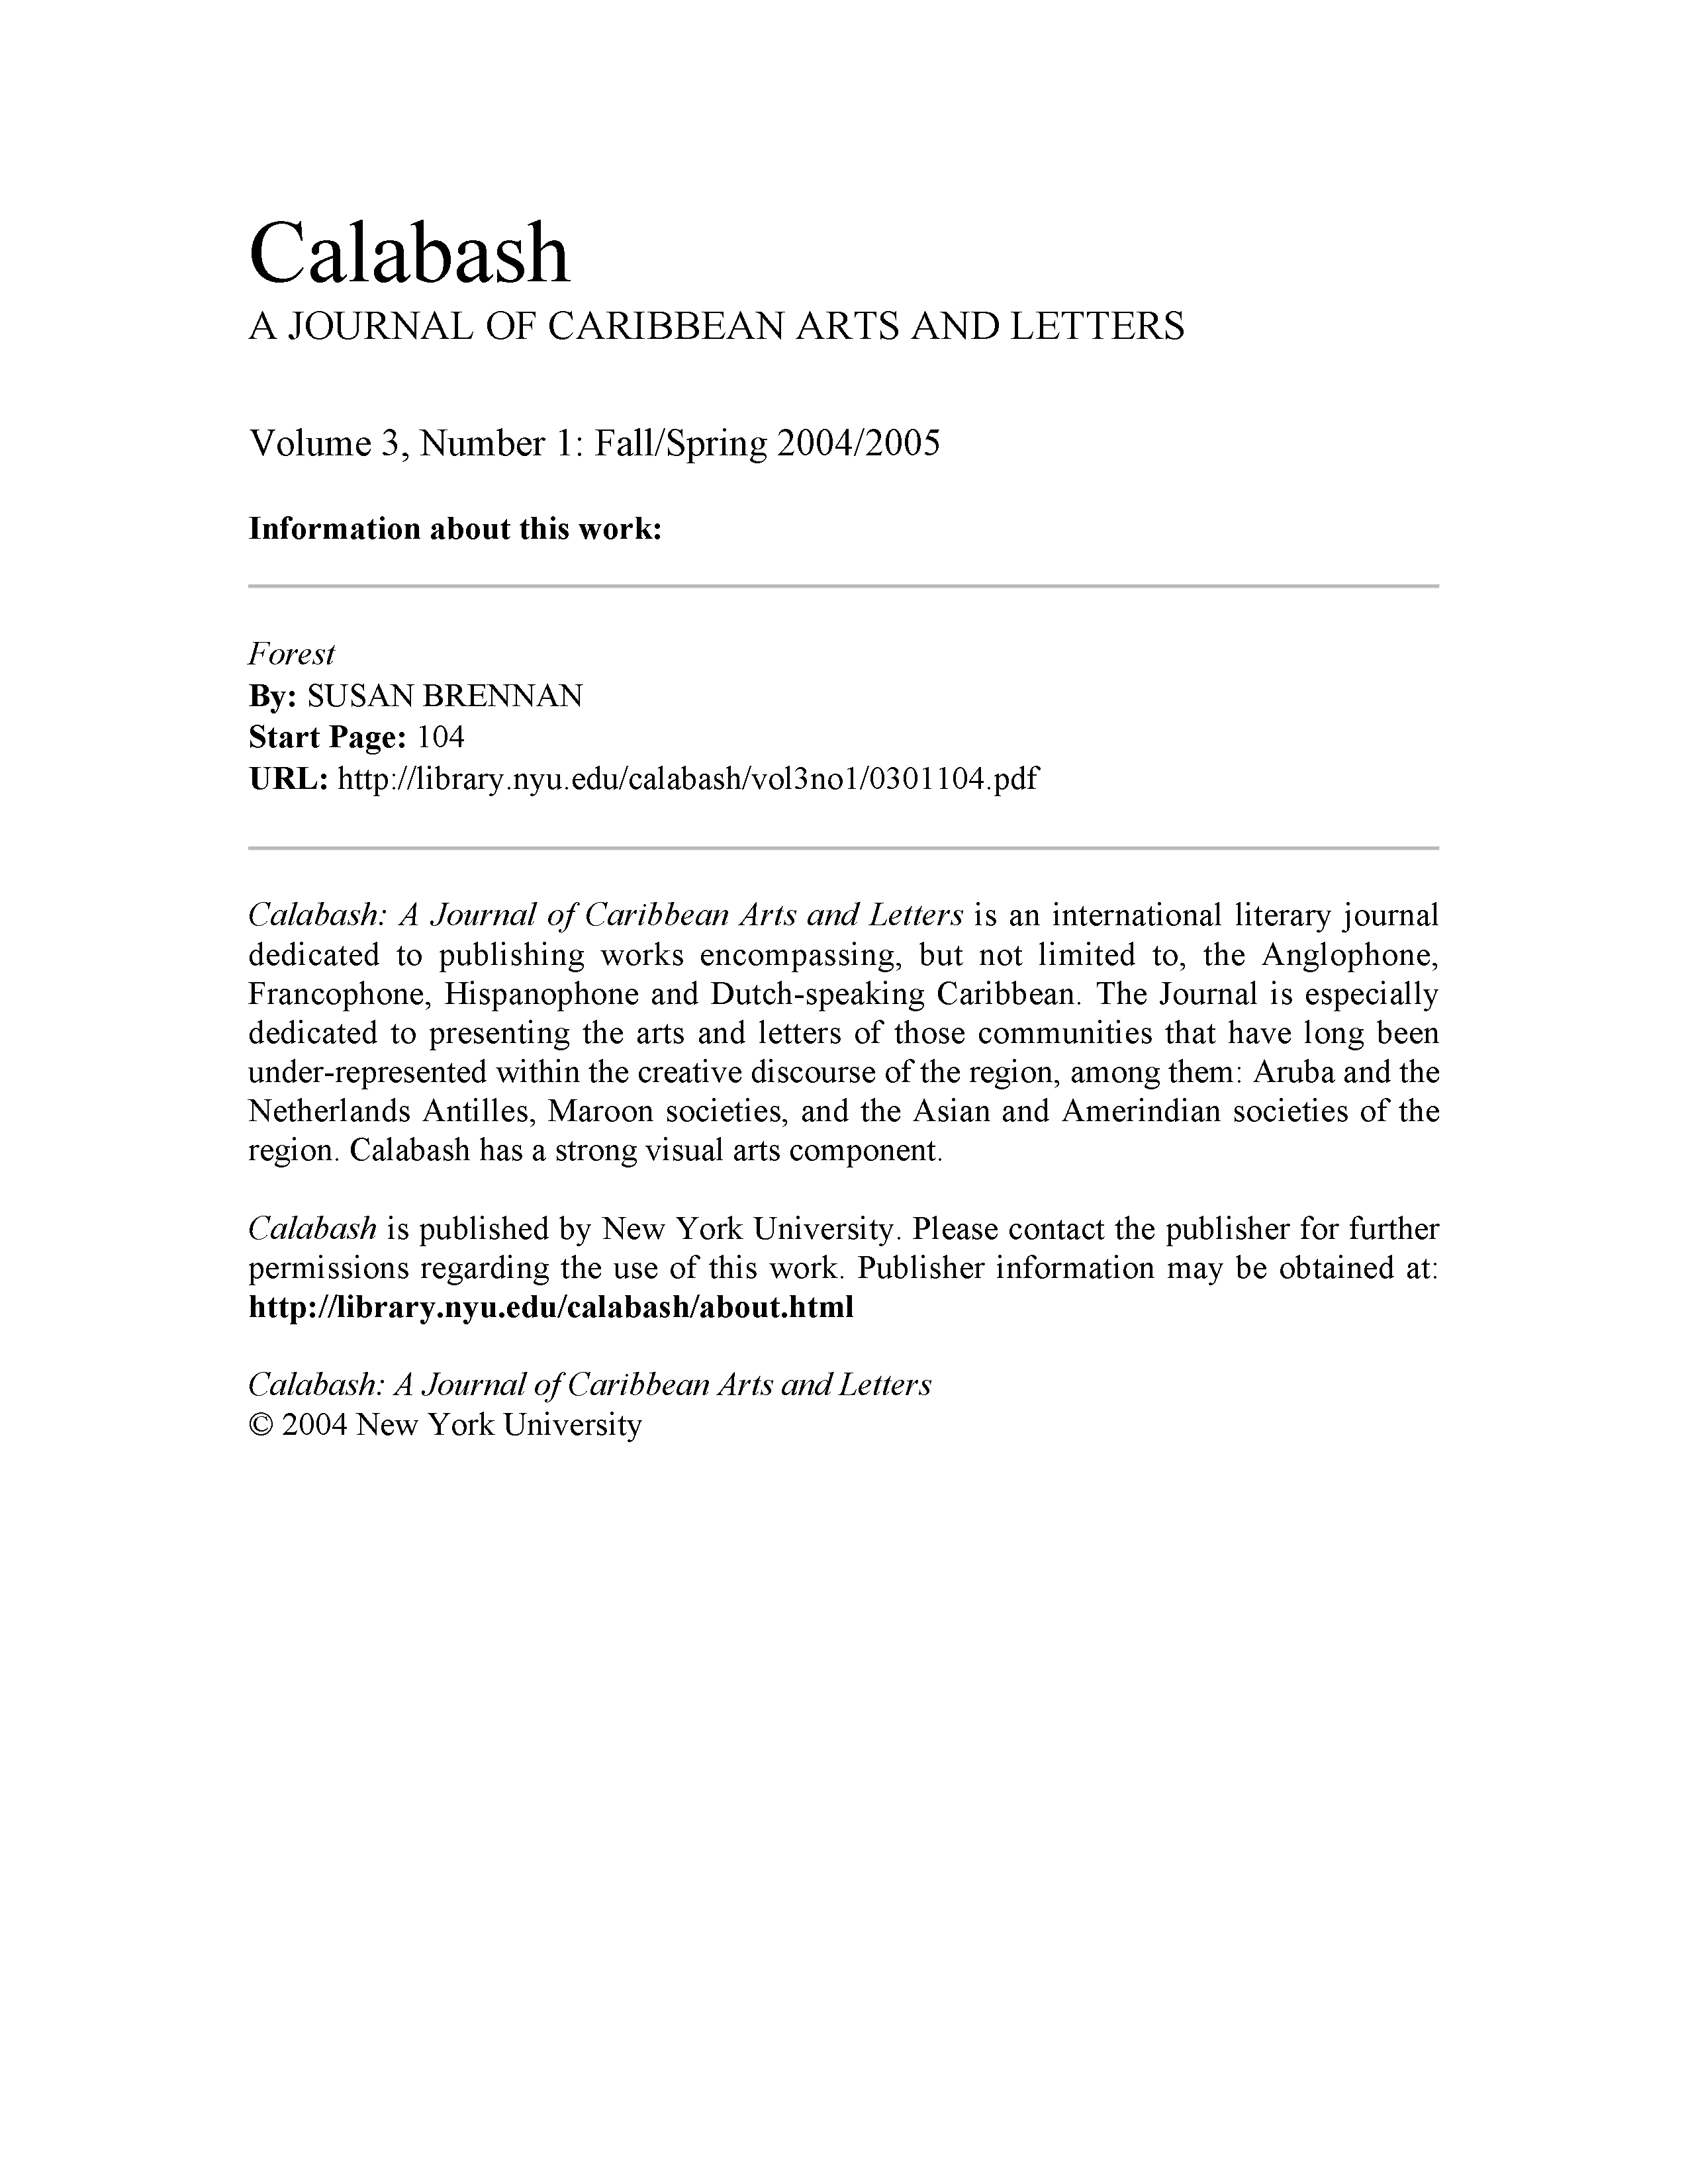 Calabash
A JOURNAL OF CARIBBEAN ARTS AND LETTERS
Volume 3, Number 1: Fall/Spring 2004/2005
Information about this work:
Forest
By: SUSAN BRENNAN
Start Page: 104
URL: http://library.nyu.edu/calabash/vol3no1/0301104.pdf
Calabash: A Journal of Caribbean Arts and Letters is an international literary journal
dedicated to publishing works encompassing, but not limited to, the Anglophone,
Francophone, Hispanophone and Dutch-speaking Caribbean. The Journal is especially
dedicated to presenting the arts and letters of those communities that have long been
under-represented within the creative discourse of the region, among them: Aruba and the
Netherlands Antilles, Maroon societies, and the Asian and Amerindian societies of the
region. Calabash has a strong visual arts component.
Calabash is published by New York University. Please contact the publisher for further
permissions regarding the use of this work. Publisher information may be obtained at:
http://library.nyu.edu/calabash/about.html
Calabash: A Journal of Caribbean Arts and Letters
© 2004 New York University